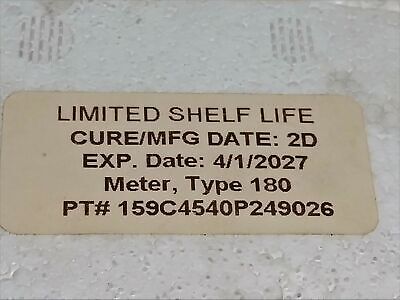 LIMITED SHELF LIFE
CURE/MFG DATE: 2D
EXP. Date: 4/1/2027
Meter, Type 180
PT# 159C4540P249026